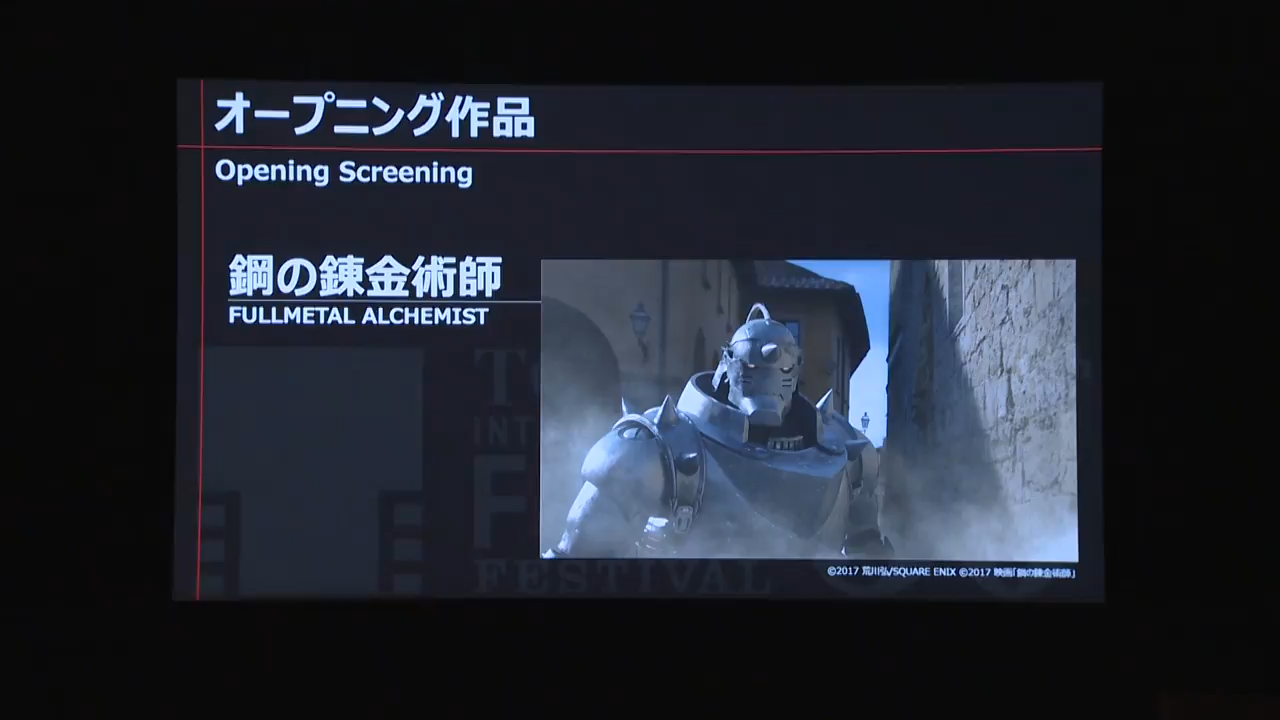 オープニング作品
Opening Screening
鋼の錬金術師
FULLMETAL ALCHEMIST
FESTIVAL
©2017 荒川弘/SQUARE ENIX ©2017 映画「鋼の錬金術師」